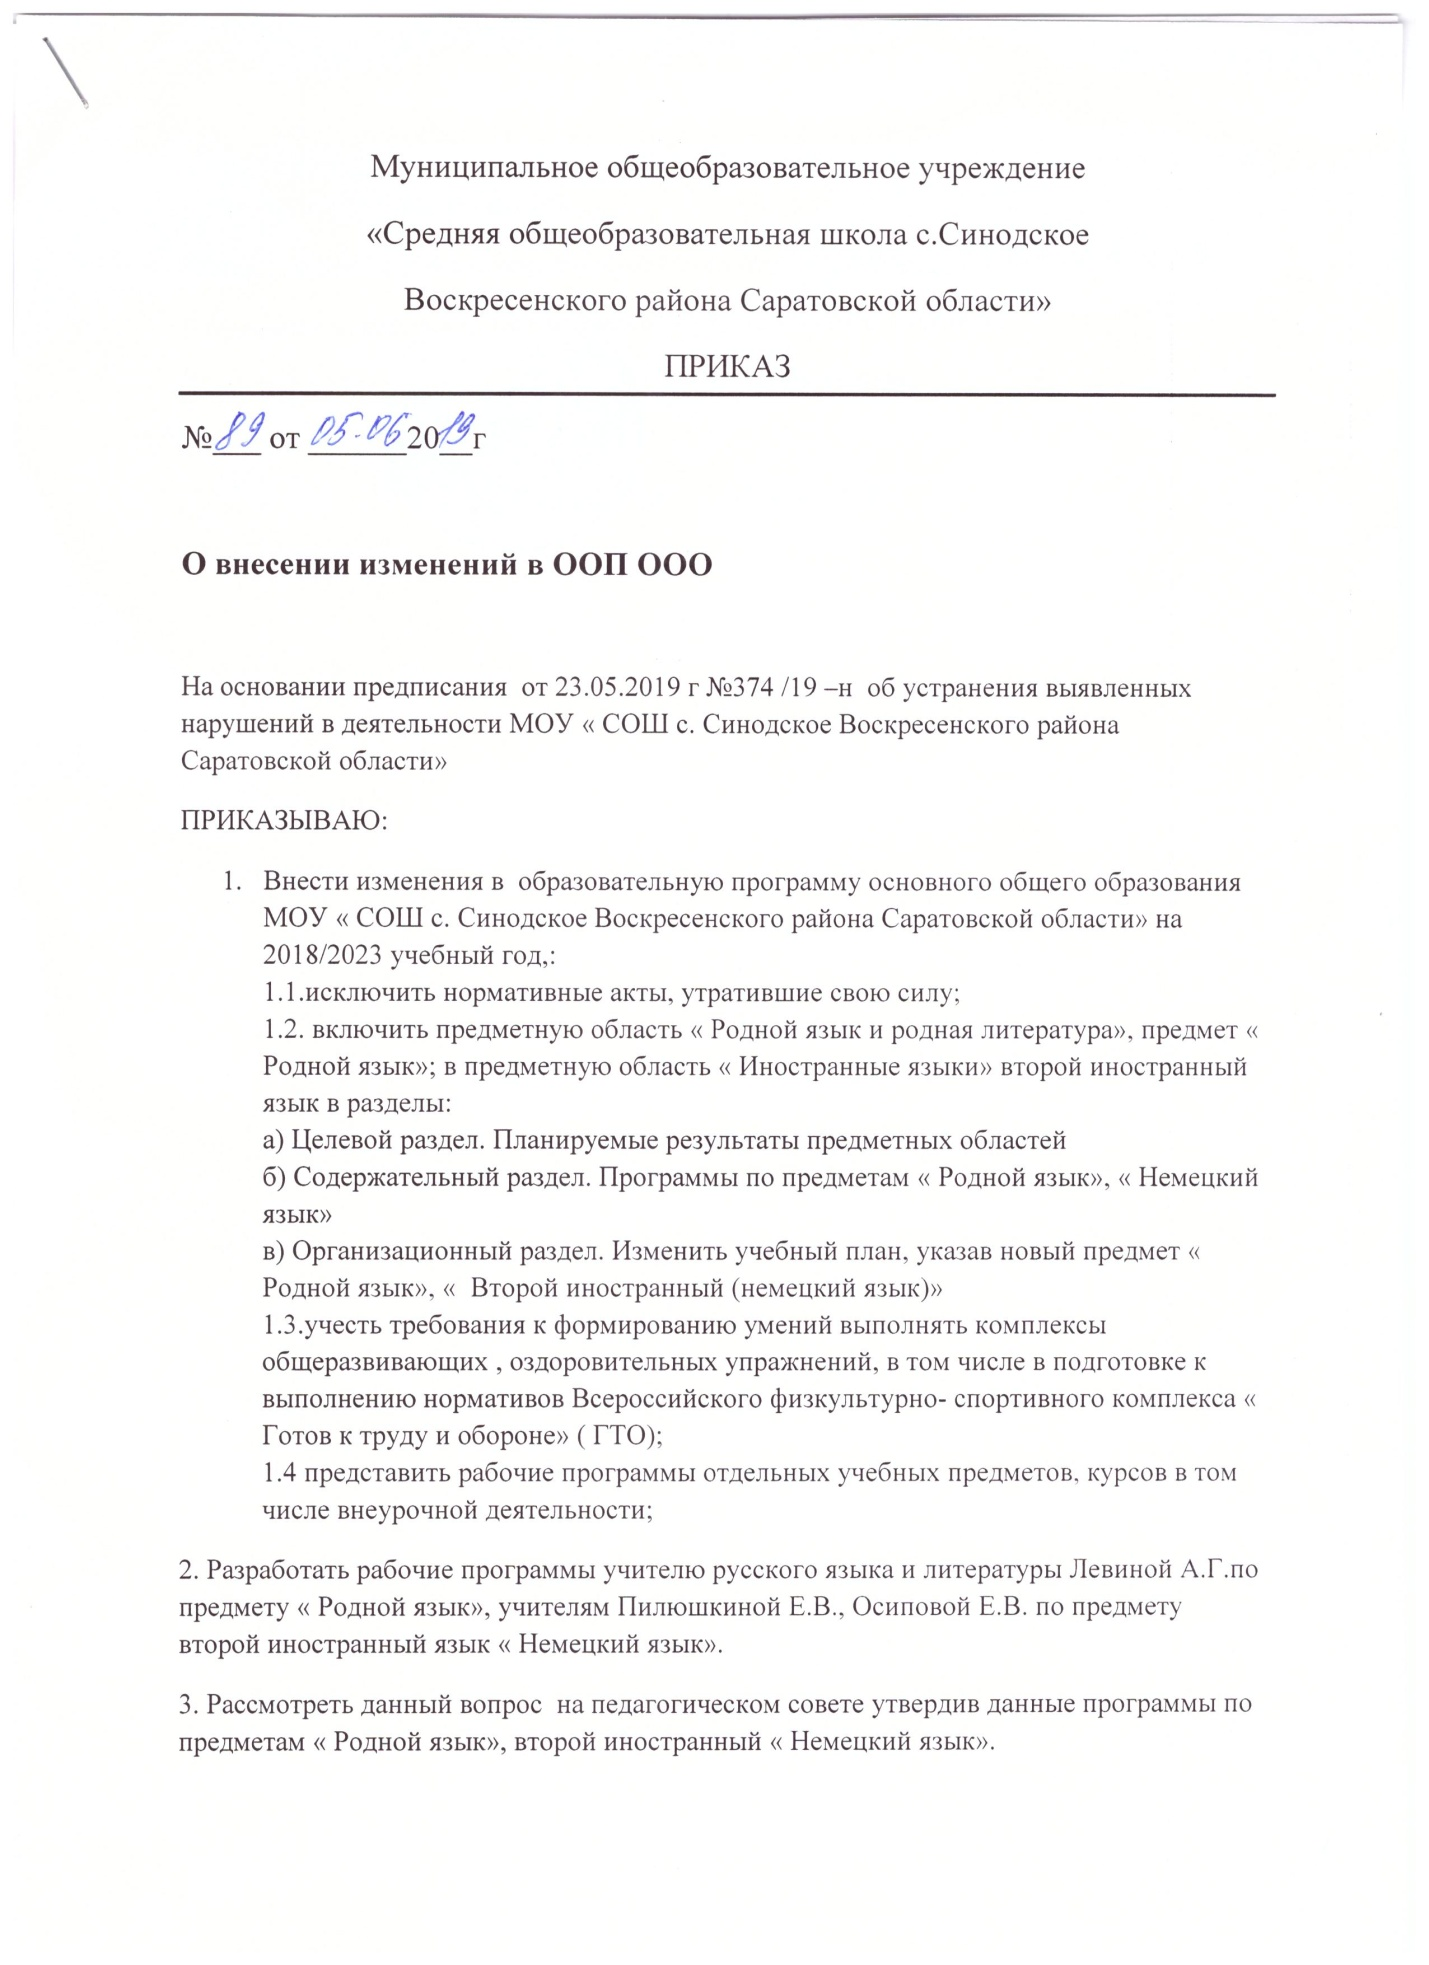 Муниципальное общеобразовательное учреждение
«Средняя общеобразовательная школа с.Синодское
Воскресенского района Саратовской области»
ПРИКАЗ
№ 89 от 05.06 2019 г
О внесении изменений в ООП ООО
На основании предписания  от 23.05.2019 г №374 /19 –н  об устранения выявленных
нарушений в деятельности МОУ « СОШ с. Синодское Воскресенского района
Саратовской области»
ПРИКАЗЫВАЮ:
1. Внести изменения в  образовательную программу основного общего образования
МОУ « СОШ с. Синодское Воскресенского района Саратовской области» на
2018/2023 учебный год,:
1.1.исключить нормативные акты, утратившие свою силу;
1.2. включить предметную область « Родной язык и родная литература», предмет «
Родной язык»; в предметную область « Иностранные языки» второй иностранный
язык в разделы:
а) Целевой раздел. Планируемые результаты предметных областей
б) Содержательный раздел. Программы по предметам « Родной язык», « Немецкий
язык»
в) Организационный раздел. Изменить учебный план, указав новый предмет «
Родной язык», «  Второй иностранный (немецкий язык)»
1.3.учесть требования к формированию умений выполнять комплексы
общеразвивающих , оздоровительных упражнений, в том числе в подготовке к
выполнению нормативов Всероссийского физкультурно- спортивного комплекса «
Готов к труду и обороне» ( ГТО);
1.4 представить рабочие программы отдельных учебных предметов, курсов в том
числе внеурочной деятельности;
2. Разработать рабочие программы учителю русского языка и литературы Левиной А.Г.по
предмету « Родной язык», учителям Пилюшкиной Е.В., Осиповой Е.В. по предмету
второй иностранный язык « Немецкий язык».
3. Рассмотреть данный вопрос  на педагогическом совете утвердив данные программы по
предметам « Родной язык», второй иностранный « Немецкий язык».